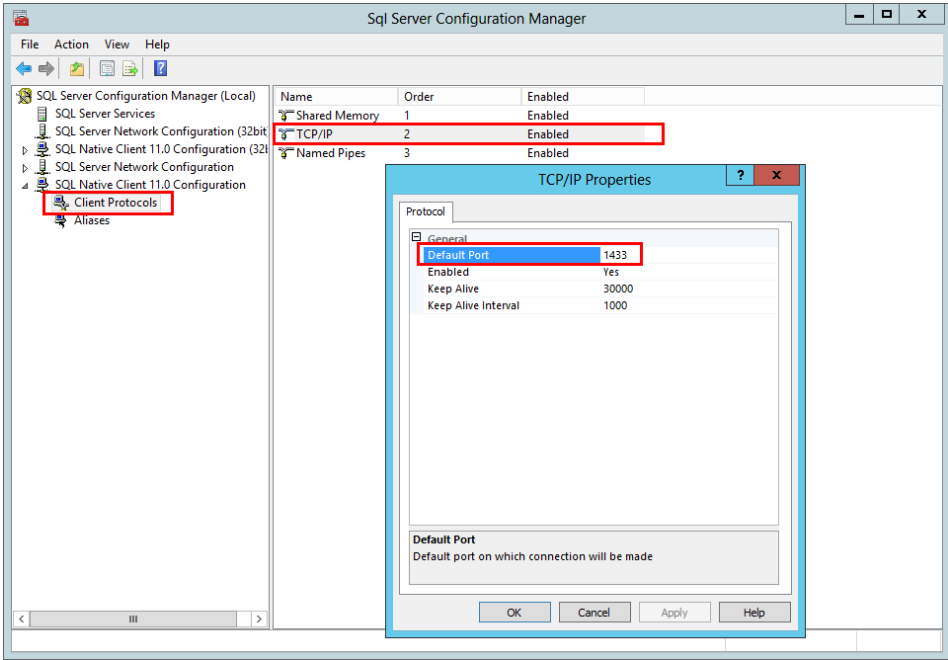 Sql Server Configuration Manager
File Action View Help
SQL Server Configuration Manager (Local)
SQL Server Services
SQL Server Network Configuration (32bit
SQL Native Client 11.0 Configuration (32b
SQL Server Network Configuration
SQL Native Client 11.0 Configuration
Client Protocols
Aliases
Name Order Enabled
Shared Memory 1 Enabled
TCP/IP 2 Enabled
Named Pipes 3 Enabled
TCP/IP Properties
Protocol
General
Default Port 1433
Enabled Yes
Keep Alive 30000
Keep Alive Interval 1000
Default Port
Default port on which connection will be made
OK Cancel Apply Help